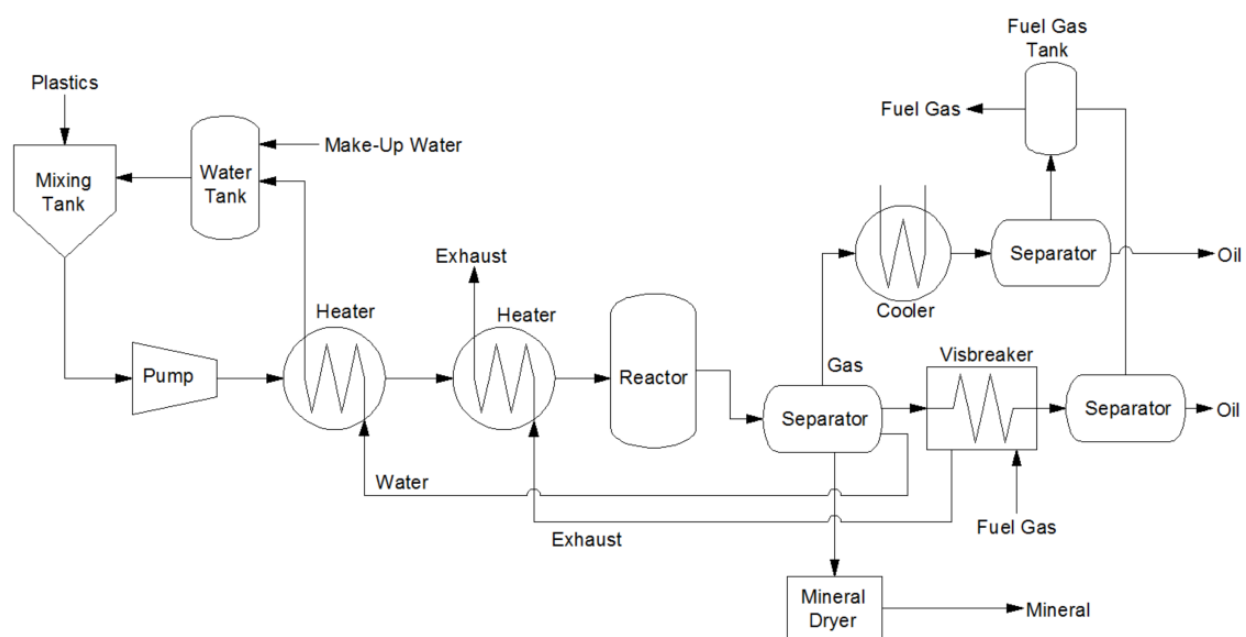 Fuel Gas
Tank
Plastics
Fuel Gas
Make-Up Water
Mixing
Tank
Water
Tank
Separator
Oil
Exhaust
Cooler
Heater
Heater
Visbreaker
Gas
Pump
Reactor
Separator
Separator
Oil
Water
Fuel Gas
Exhaust
Mineral
Dryer
Mineral